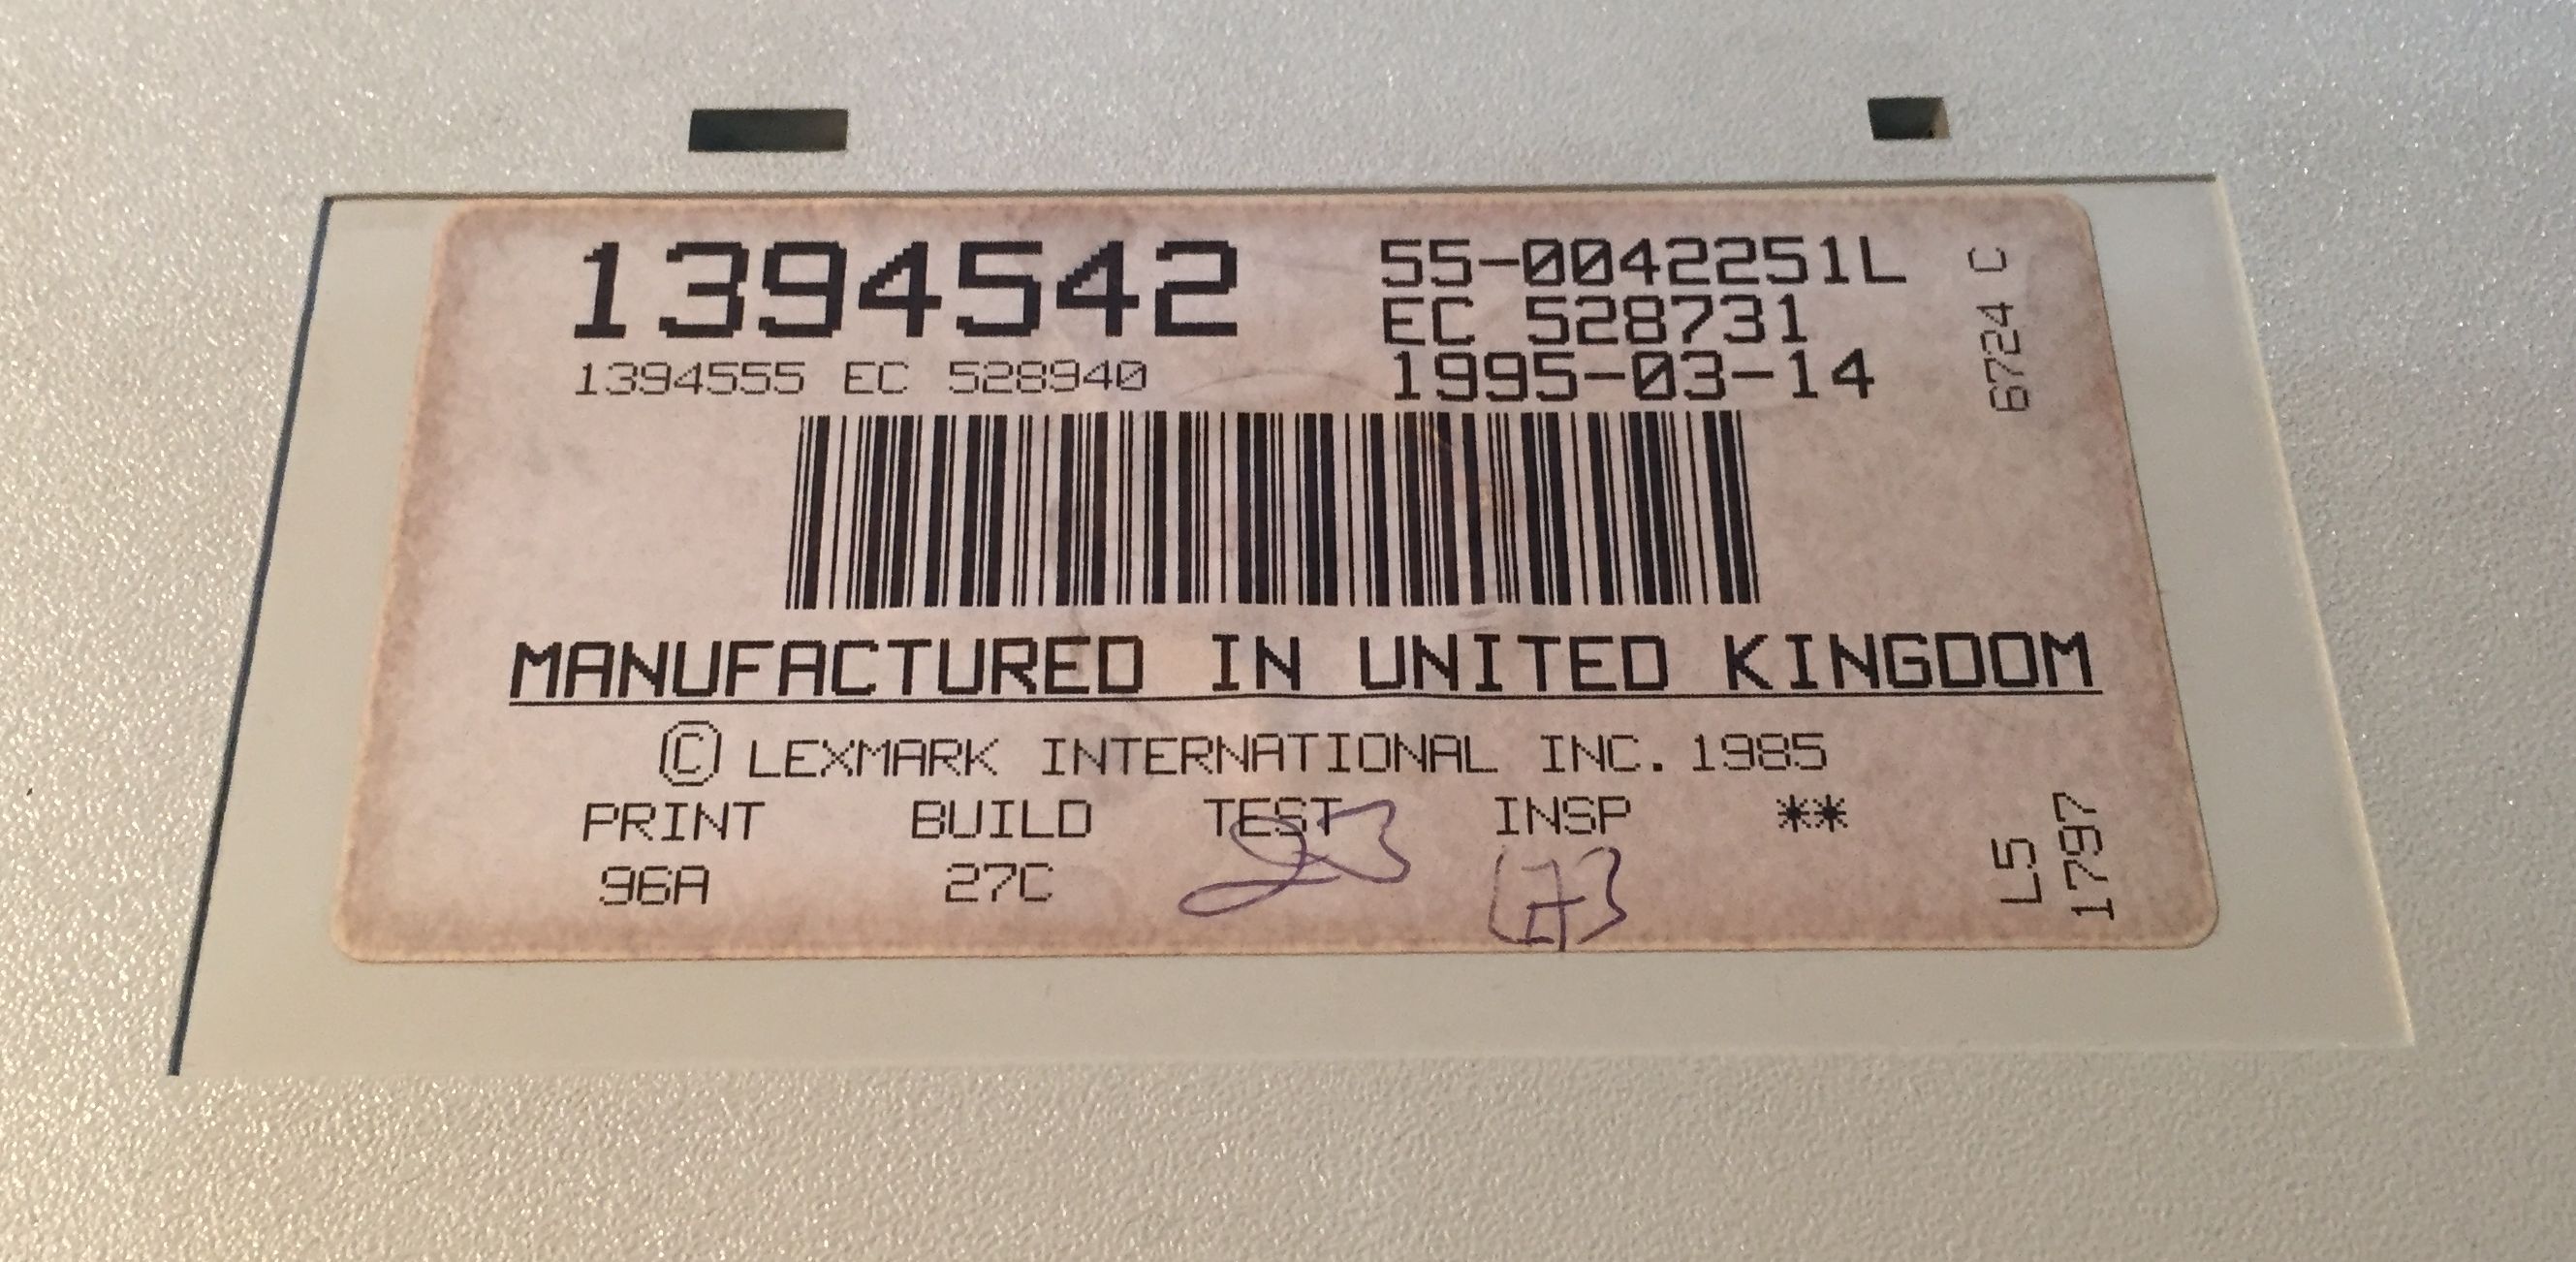 1394542
1394555 EC 528940
55-0042251L
EC 528731
1995-03-14
6724 C
MANUFACTURED IN UNITED KINGDOM
© LEXMARK INTERNATIONAL INC. 1985
PRINT BUILD TEST INSP **
96A 27C 23
L5
1797